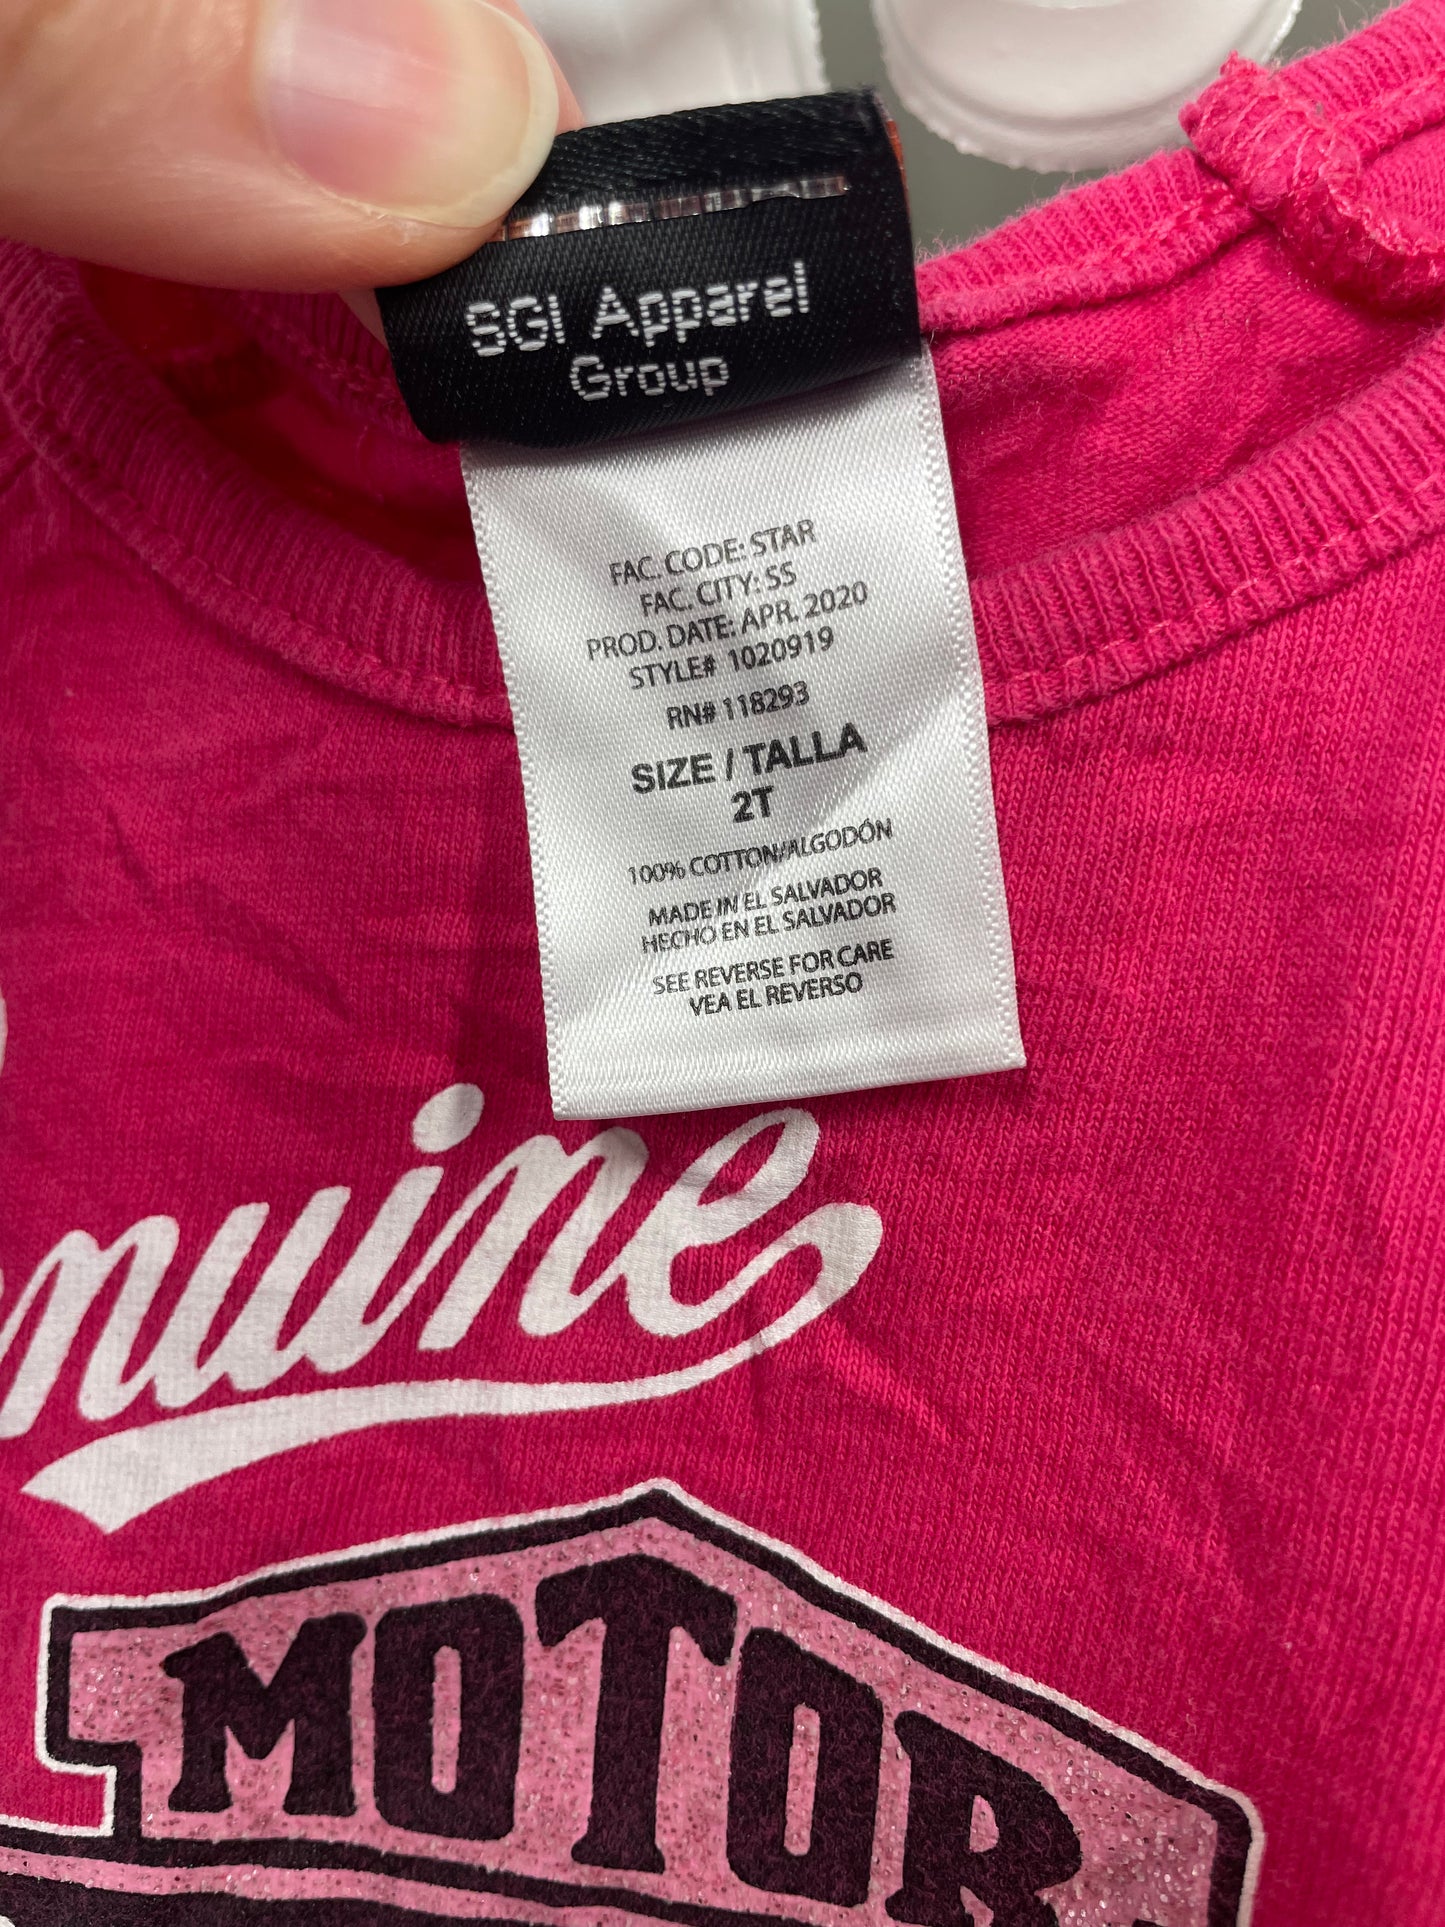 SGI Apparel
Group
FAC. CODE: STAR
FAC. CITY: SS
PROD. DATE: APR. 2020
STYLE# 1020919
RN# 118293
SIZE / TALLA
2T
100% COTTON/ALGODÓN
MADE IN EL SALVADOR
HECHO EN EL SALVADOR
SEE REVERSE FOR CARE
VEA EL REVERSO
nuine
MOTOR